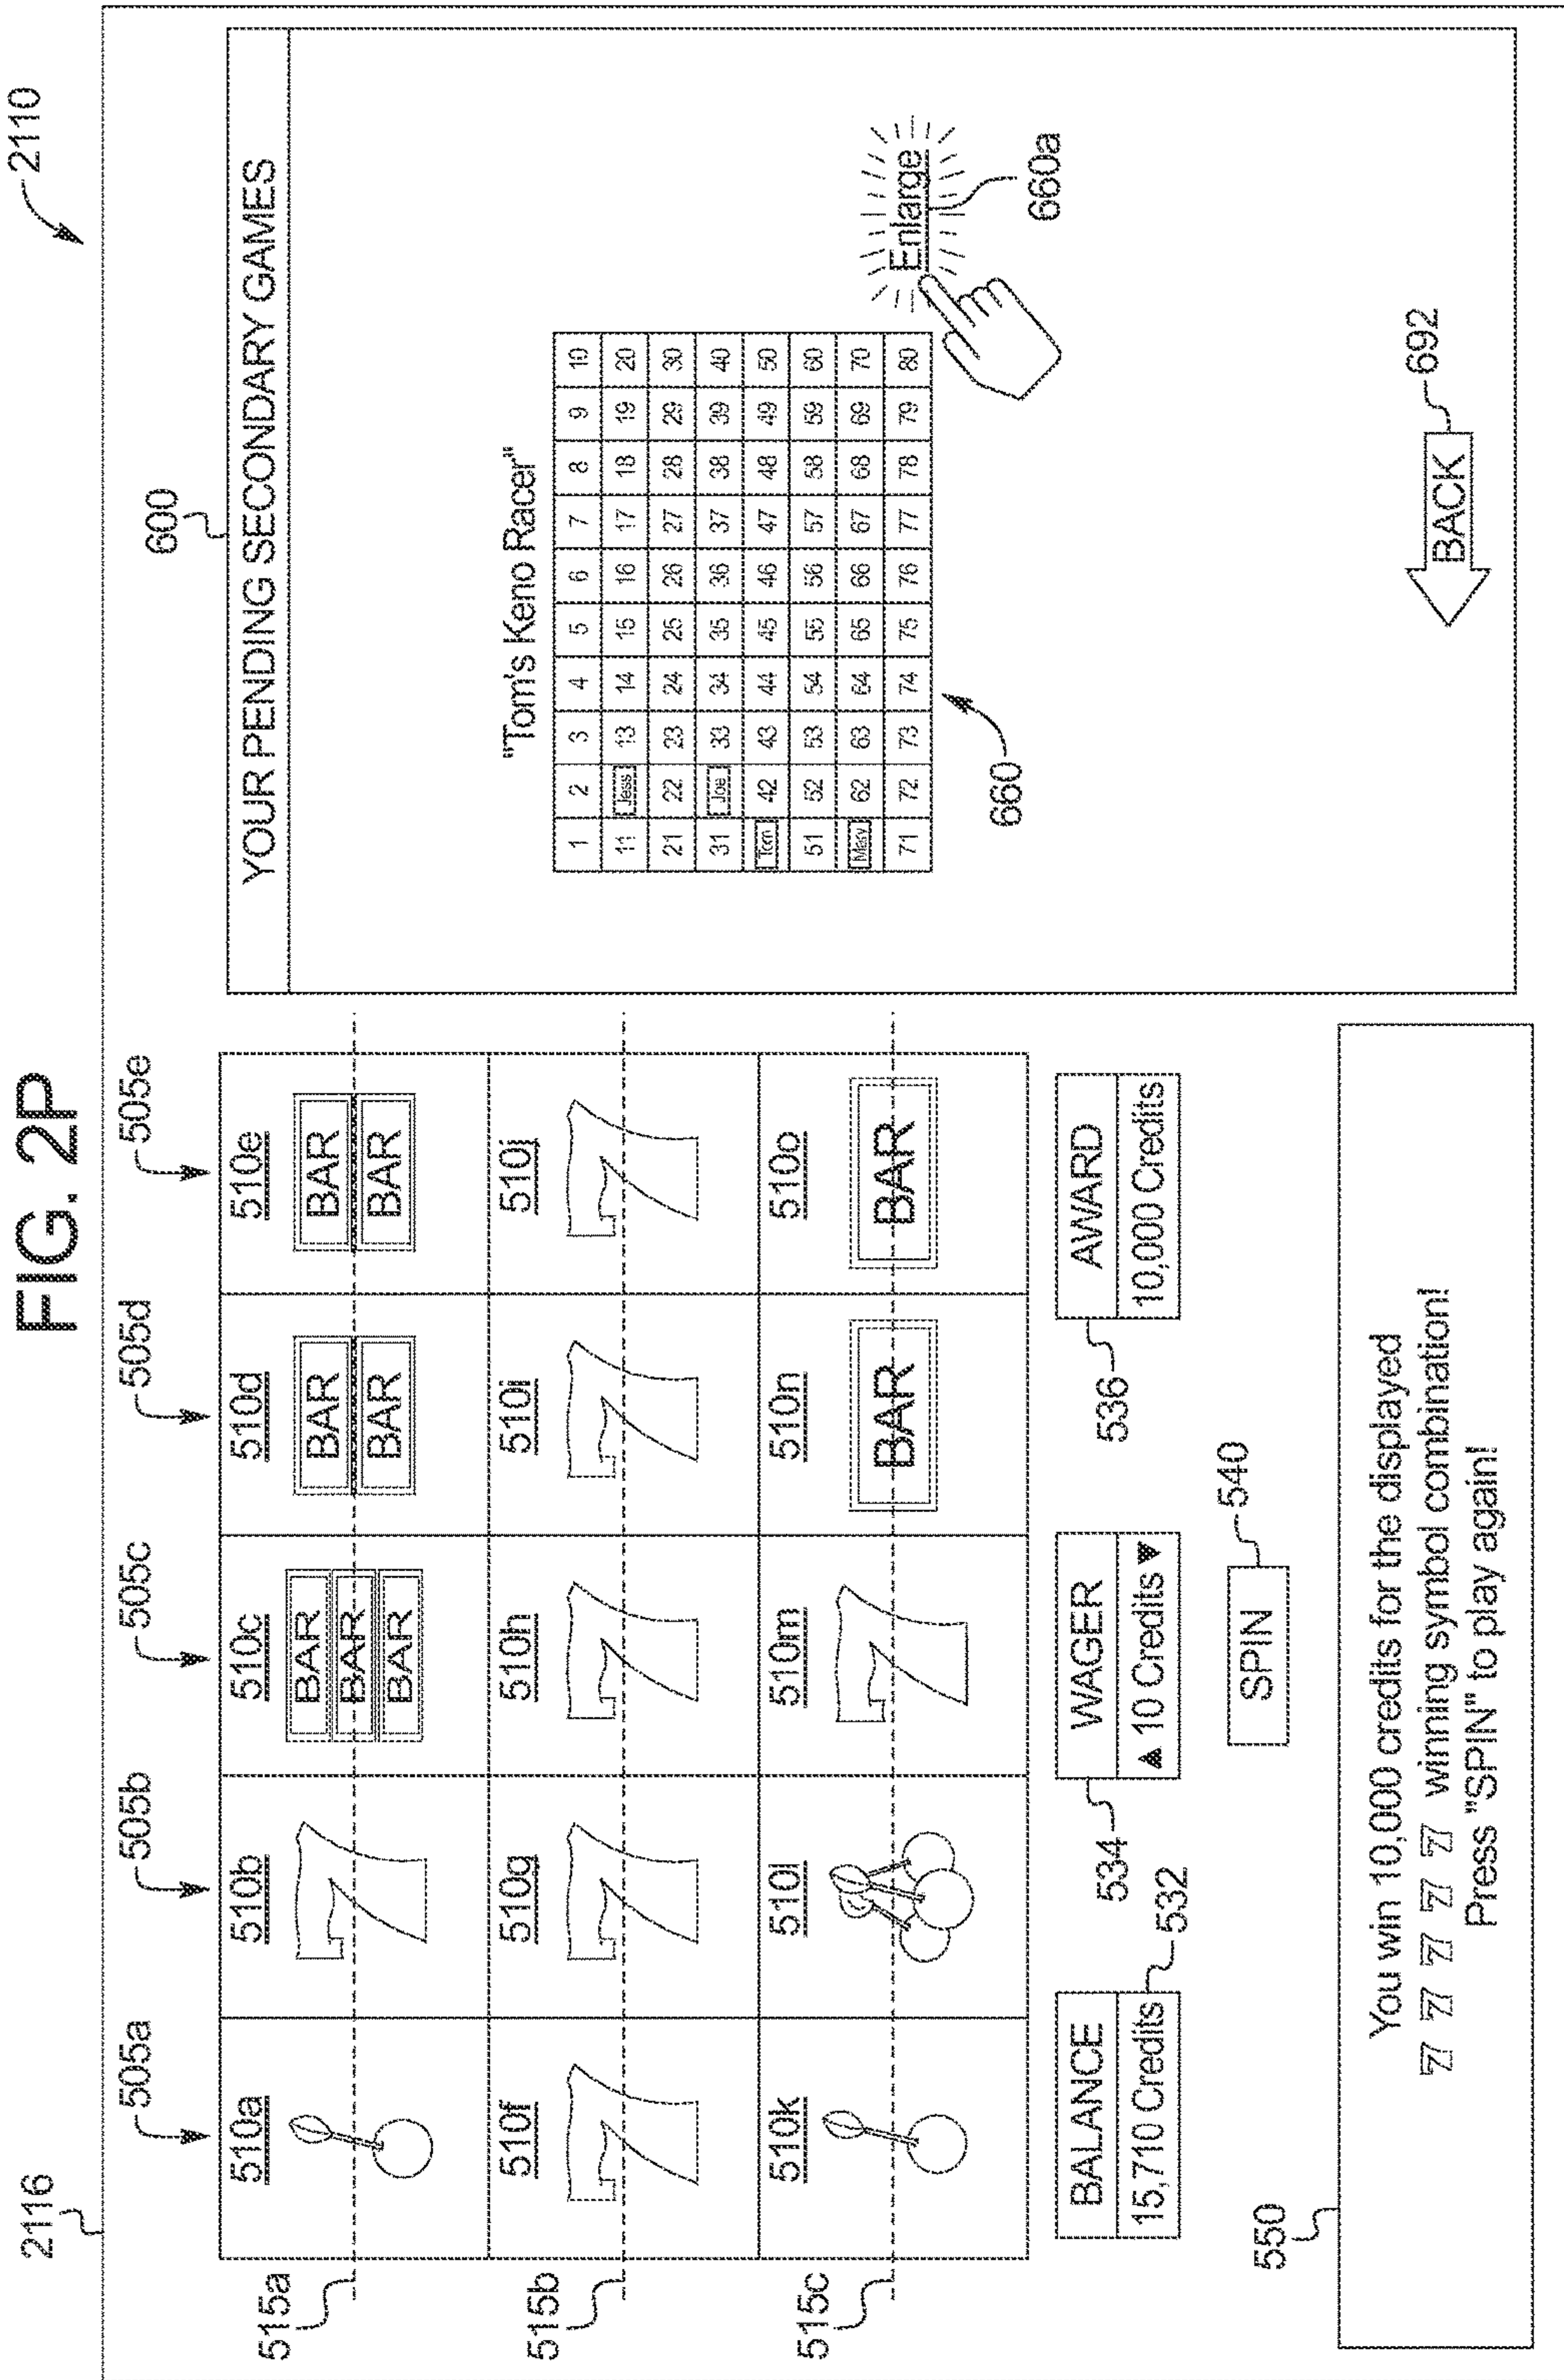 FIG. 2P
2116
2110
505a
505b
505c
505d
505e
515a
515b
515c
510a
510b
510c
BAR
BAR
BAR
510d
BAR
BAR
510e
BAR
BAR
510f
510g
510h
510i
510j
510k
510l
510m
510n
BAR
510o
BAR
BALANCE
15,710 Credits
532
534
WAGER
▲ 10 Credits ▼
536
AWARD
10,000 Credits
SPIN
540
550
You win 10,000 credits for the displayed
7 7 7 7 7 winning symbol combination!
Press "SPIN" to play again!
600
YOUR PENDING SECONDARY GAMES
"Tom's Keno Racer"
1 2 3 4 5 6 7 8 9 10
11 Jess 13 14 15 16 17 18 19 20
21 22 23 24 25 26 27 28 29 30
31 Joe 33 34 35 36 37 38 39 40
Tom 42 43 44 45 46 47 48 49 50
51 52 53 54 55 56 57 58 59 60
Mary 62 63 64 65 66 67 68 69 70
71 72 73 74 75 76 77 78 79 80
660
Enlarge
660a
BACK
692